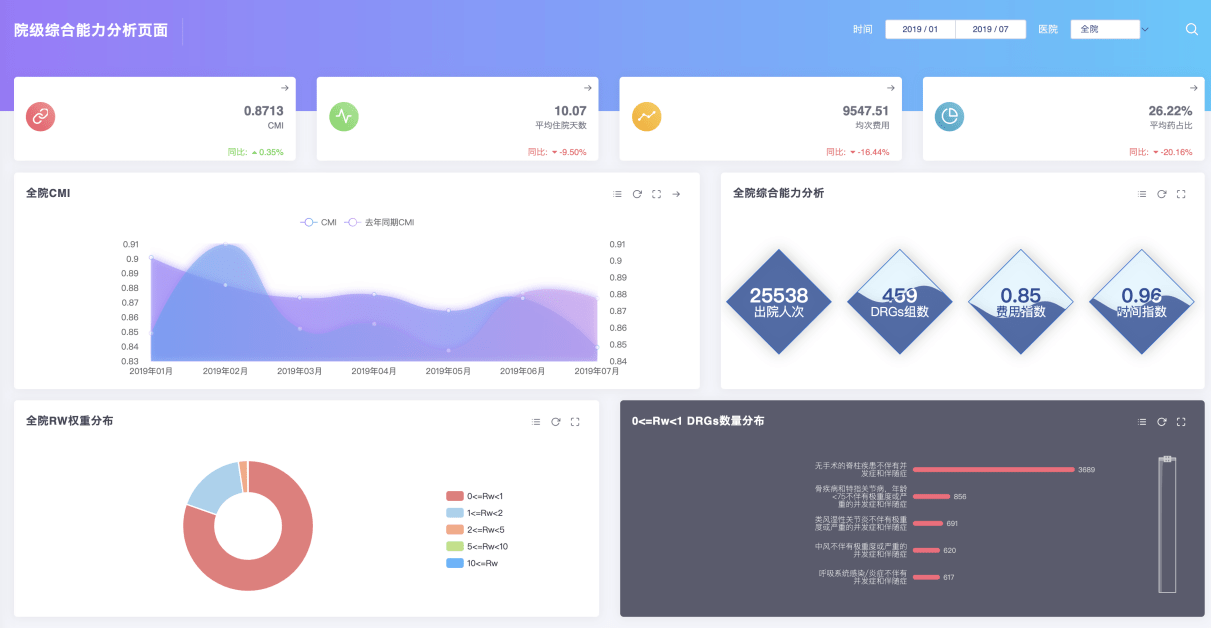 院级综合能力分析页面
时间
2019 / 01
2019 / 07
医院
全院
0.8713
CMI
同比: 0.35%
10.07
平均住院天数
同比: -9.50%
9547.51
均次费用
同比: -16.44%
26.22%
平均药占比
同比: -20.16%
全院CMI
CMI
去年同期CMI
0.91
0.9
0.89
0.88
0.87
0.86
0.85
0.84
0.83
0.91
0.9
0.89
0.88
0.87
0.86
0.85
0.84
2019年01月
2019年02月
2019年03月
2019年04月
2019年05月
2019年06月
2019年07月
全院综合能力分析
25538
出院人次
459
DRGs组数
0.85
费用指数
0.96
时间指数
全院RW权重分布
0<=Rw<1
1<=Rw<2
2<=Rw<5
5<=Rw<10
10<=Rw
0<=Rw<1 DRGs数量分布
无手术的脊柱疾患不伴有并
发症和伴随症
3689
骨疾病和特指关节病，年龄
<75不伴有极重度或严
重的并发症和伴随症
856
类风湿性关节炎不伴有极重
度或严重的并发症和伴随症
691
中风不伴有极重度或严重的
并发症和伴随症
620
呼吸系统感染/炎症不伴有
并发症和伴随症
617